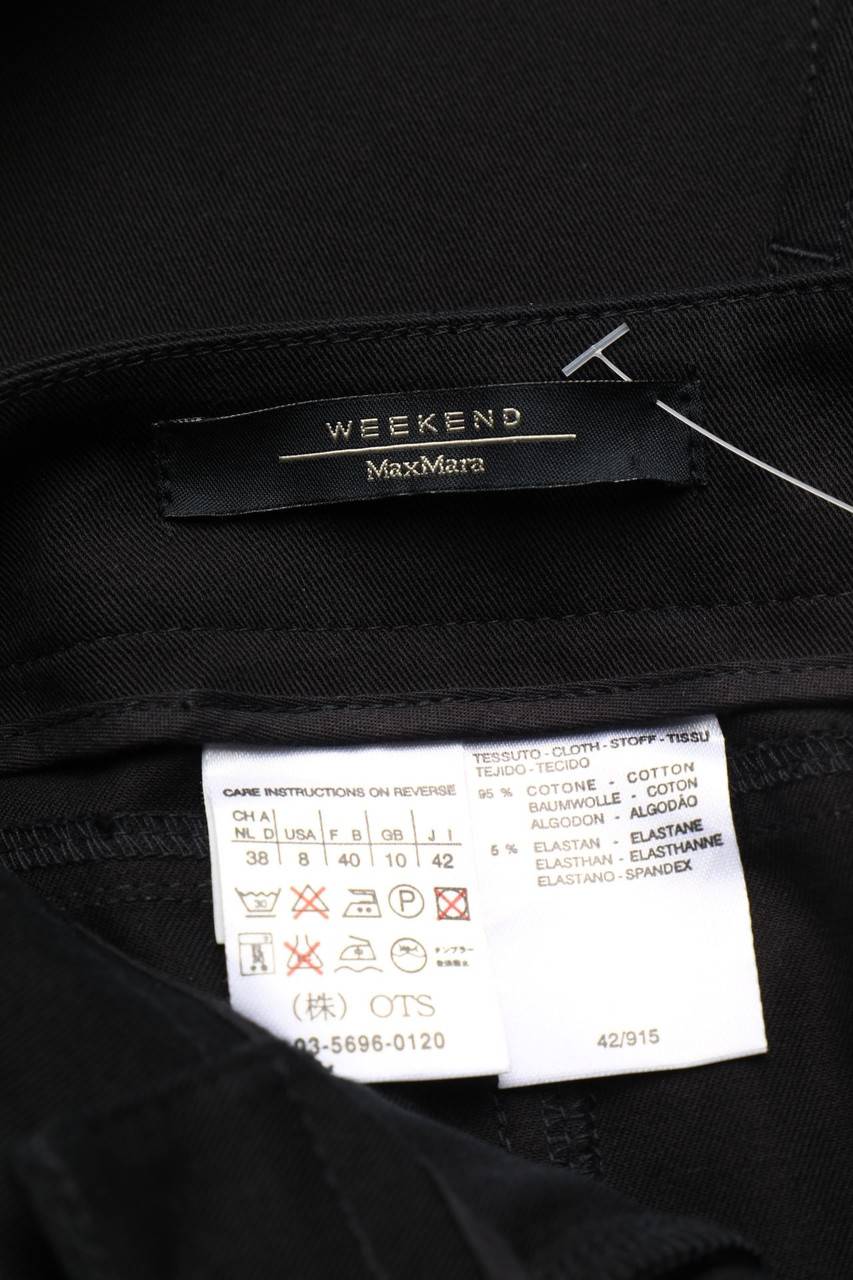 WEEKEND
MaxMara
CARE INSTRUCTIONS ON REVERSE
CH A
NL D USA F B GB J I
38 8 40 10 42
30
P
(株) OTS
03-5696-0120
TESSUTO - CLOTH - STOFF - TISSU
TEJIDO - TECIDO
95 % COTONE - COTTON
BAUMWOLLE - COTON
ALGODON - ALGODÃO
5 % ELASTAN - ELASTANE
ELASTHAN - ELASTHANNE
ELASTANO - SPANDEX
42/915